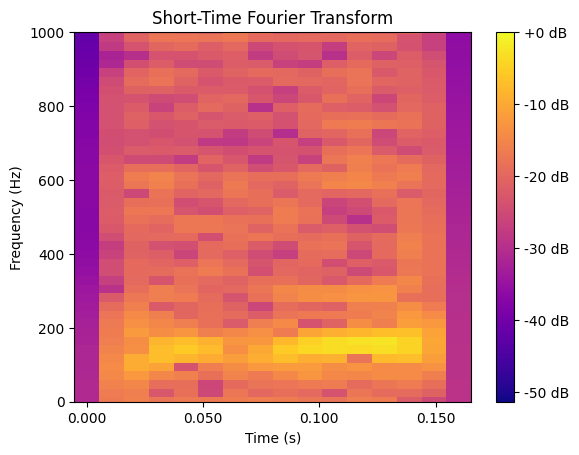 Short-Time Fourier Transform
1000
800
600
400
200
0
Frequency (Hz)
0.000
0.050
0.100
0.150
Time (s)
+0 dB
-10 dB
-20 dB
-30 dB
-40 dB
-50 dB